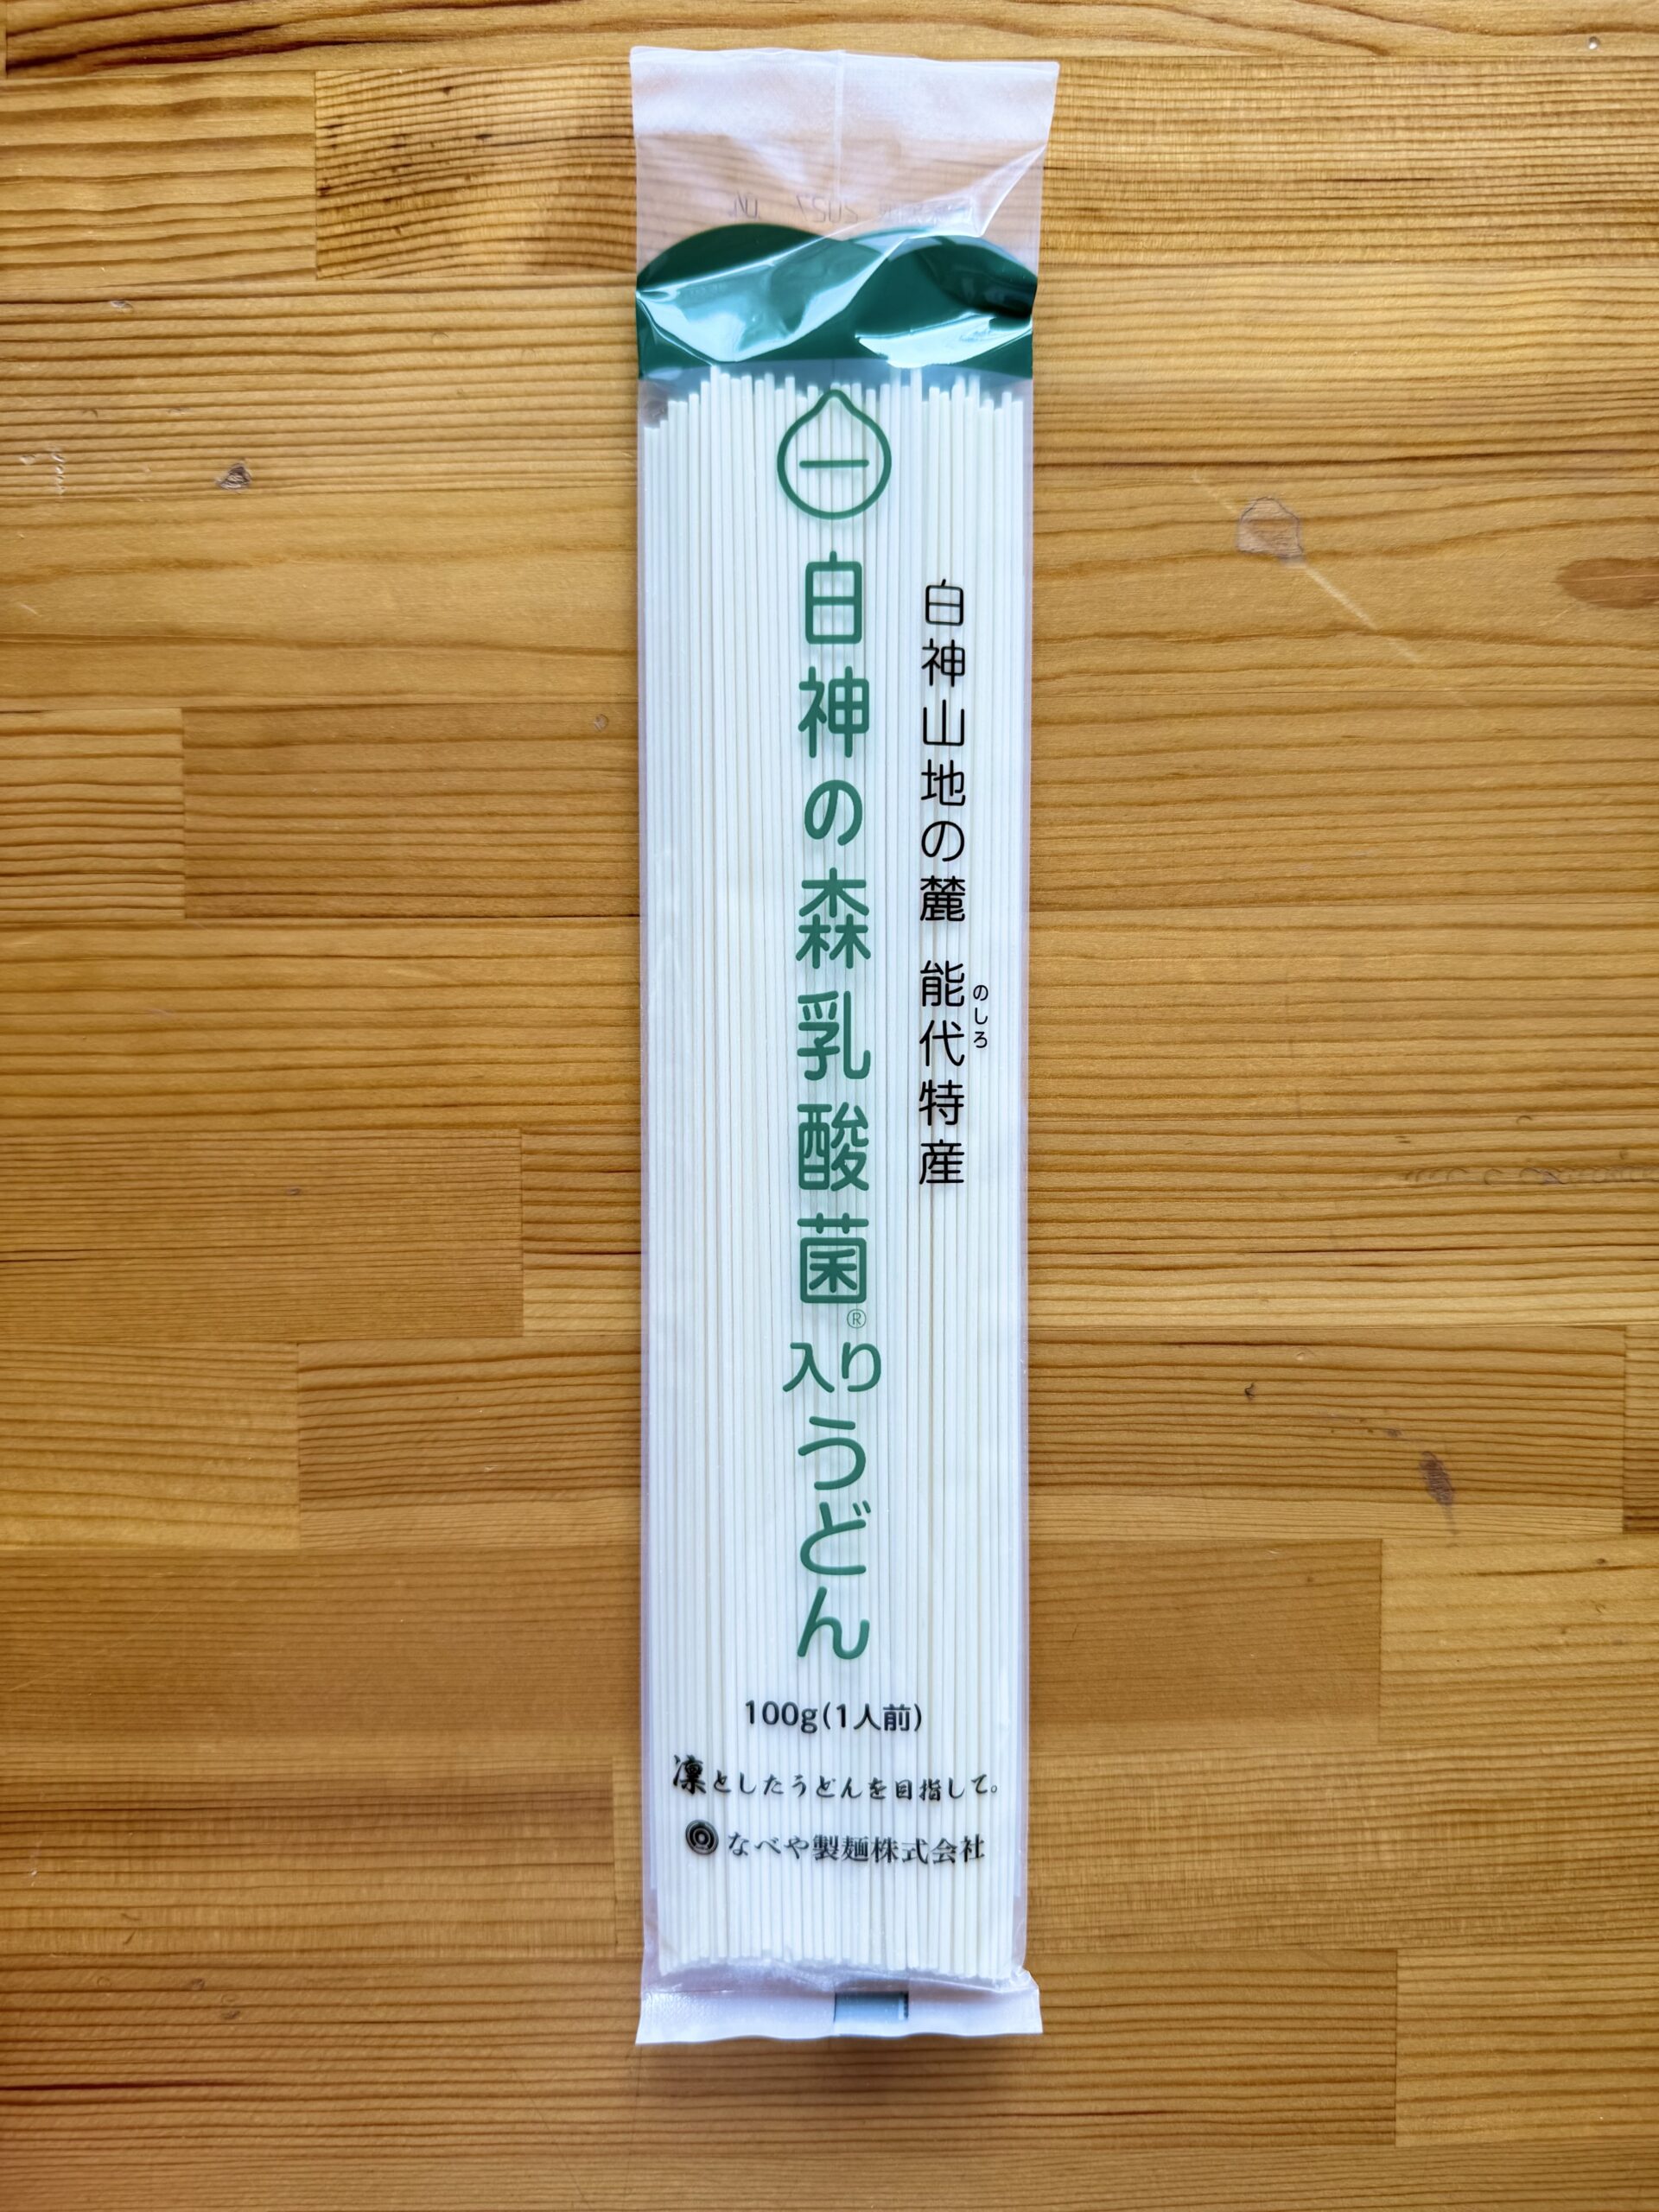 白神山地の麓 能代特産
のしろ
白神の森乳酸菌®入りうどん
100g(1人前)
凛としたうどんを目指して。
なべや製麺株式会社